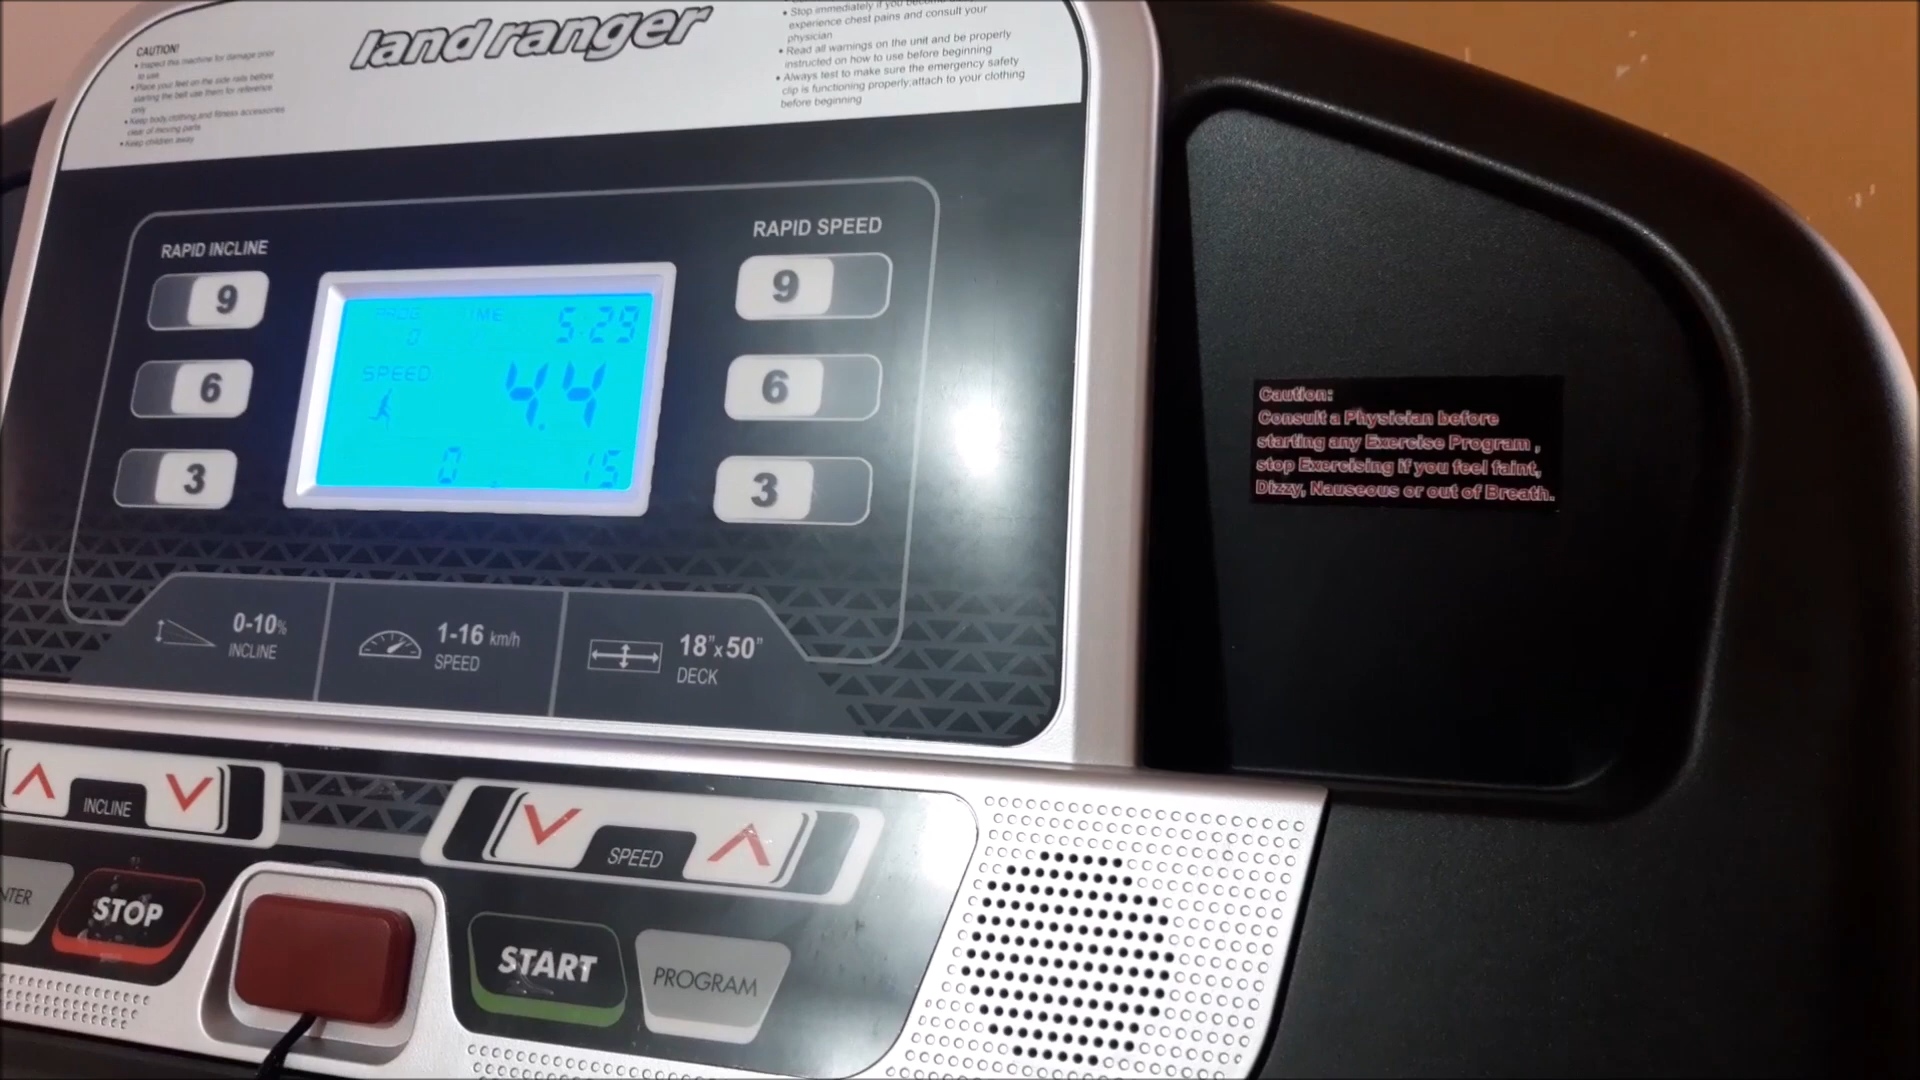 CAUTION!
• Inspect this machine for damage prior
to use
• Place your feet on the side rails before
starting the belt use them for reference
only
• Keep body,clothing,and fitness accessories
clear of moving parts
• Keep children away
land ranger
• Stop immediately if you
experience chest pains and consult your
physician
• Read all warnings on the unit and be properly
instructed on how to use before beginning
• Always test to make sure the emergency safety
clip is functioning properly;attach to your clothing
before beginning
RAPID INCLINE
9
6
3
PROG TIME 5:29
0
SPEED 4.4
0 15
RAPID SPEED
9
6
3
0-10%
INCLINE
1-16 km/h
SPEED
18"x50"
DECK
Caution:
Consult a Physician before
starting any Exercise Program ,
stop Exercising if you feel faint,
Dizzy, Nauseous or out of Breath.
INCLINE
SPEED
STOP
START
PROGRAM